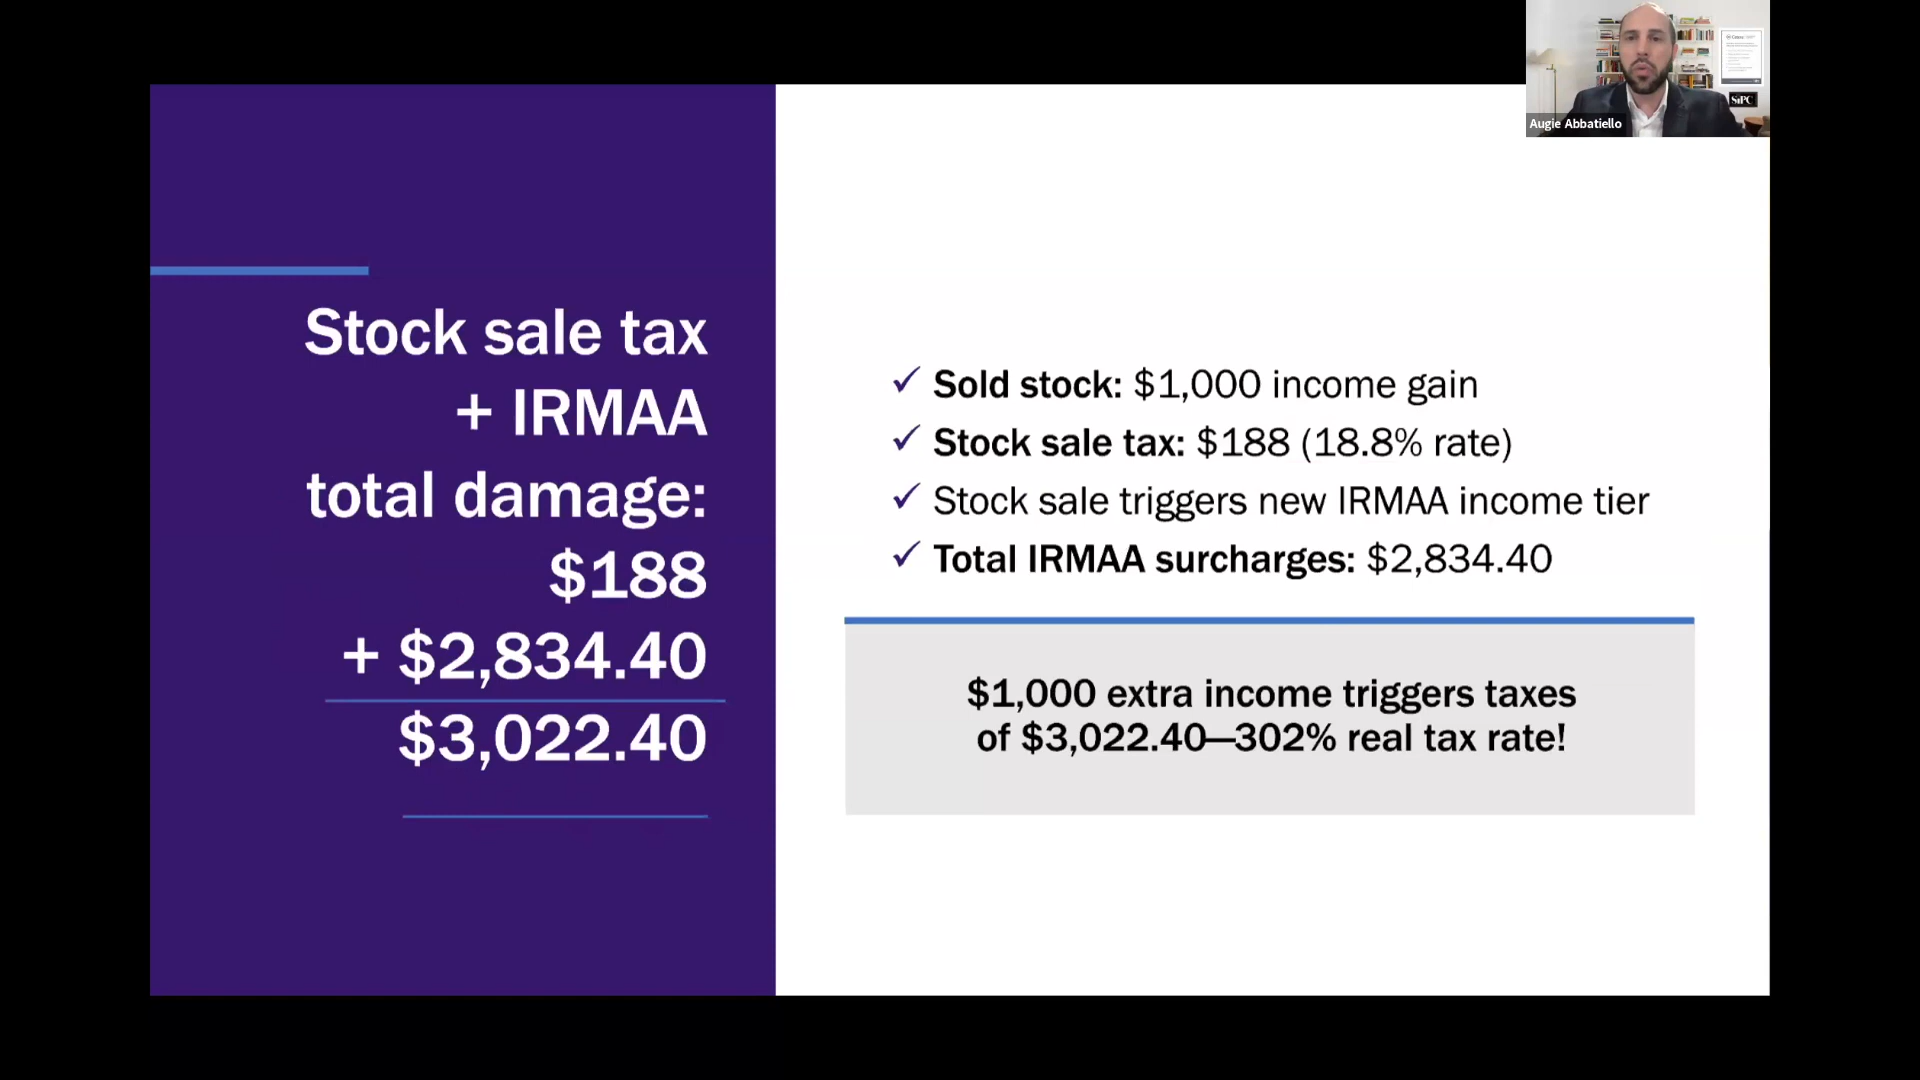 Augie Abbatiello
SiPC
Stock sale tax
+ IRMAA
total damage:
$188
+ $2,834.40
$3,022.40
✓ Sold stock: $1,000 income gain
✓ Stock sale tax: $188 (18.8% rate)
✓ Stock sale triggers new IRMAA income tier
✓ Total IRMAA surcharges: $2,834.40
$1,000 extra income triggers taxes
of $3,022.40—302% real tax rate!